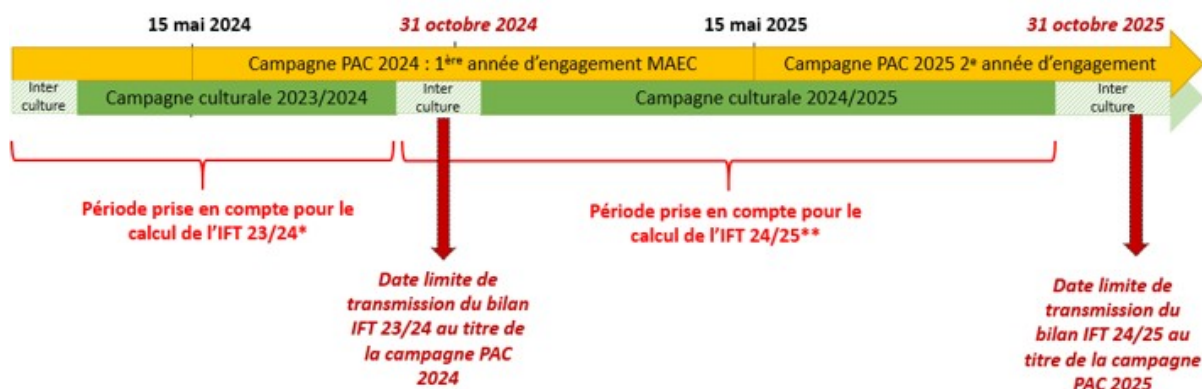 15 mai 2024
31 octobre 2024
15 mai 2025
31 octobre 2025
Campagne PAC 2024 : 1ère année d'engagement MAEC
Campagne PAC 2025 2e année d'engagement
Inter
culture
Campagne culturale 2023/2024
Inter
culture
Campagne culturale 2024/2025
Inter
culture
Période prise en compte pour le
calcul de l'IFT 23/24*
Période prise en compte pour le
calcul de l'IFT 24/25**
Date limite de
transmission du bilan
IFT 23/24 au titre de
la campagne PAC
2024
Date limite de
transmission du
bilan IFT 24/25 au
titre de la campagne
PAC 2025